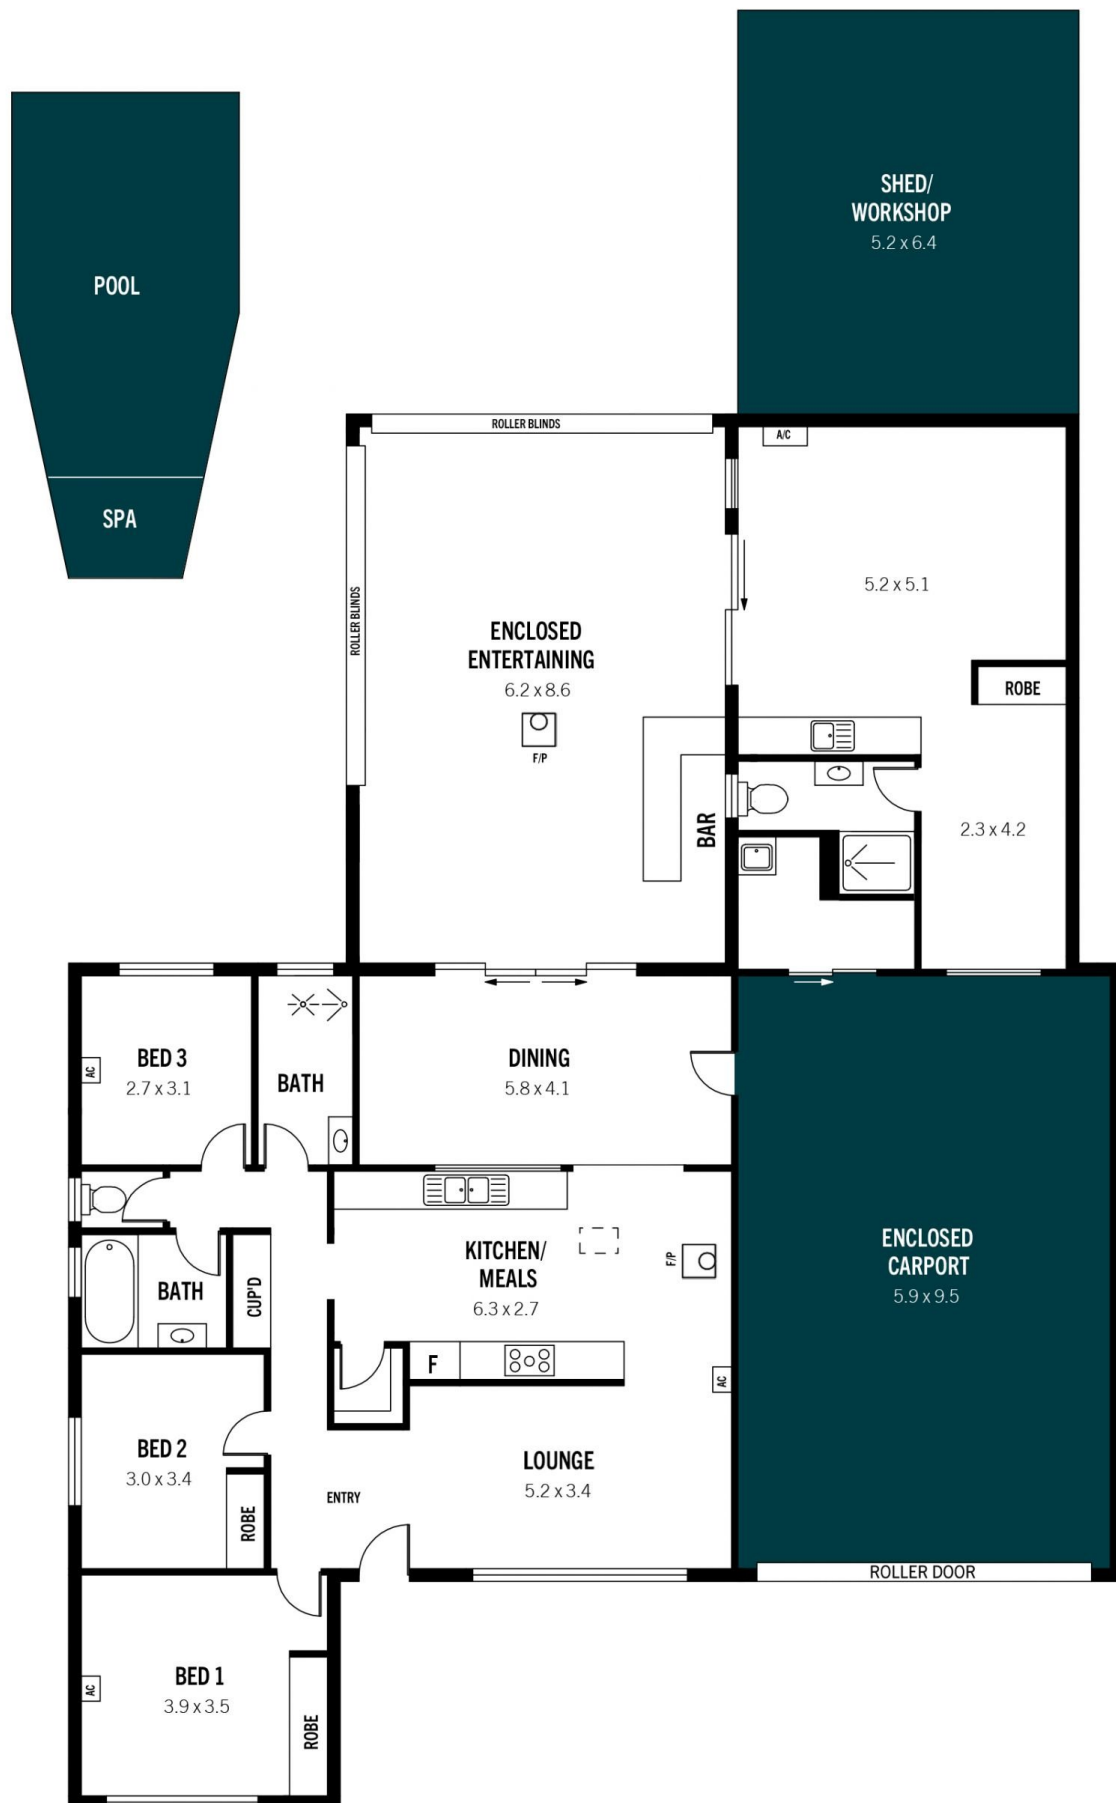 SHED/
WORKSHOP
5.2 x 6.4
POOL
SPA
ROLLER BLINDS
A/C
ROLLER BLINDS
5.2 x 5.1
ENCLOSED
ENTERTAINING
6.2 x 8.6
F/P
ROBE
BAR
2.3 x 4.2
BED 3
2.7 x 3.1
AC
BATH
DINING
5.8 x 4.1
KITCHEN/
MEALS
6.3 x 2.7
F/P
ENCLOSED
CARPORT
5.9 x 9.5
BATH
CUP'D
F
AC
BED 2
3.0 x 3.4
ROBE
ENTRY
LOUNGE
5.2 x 3.4
ROLLER DOOR
BED 1
3.9 x 3.5
AC
ROBE